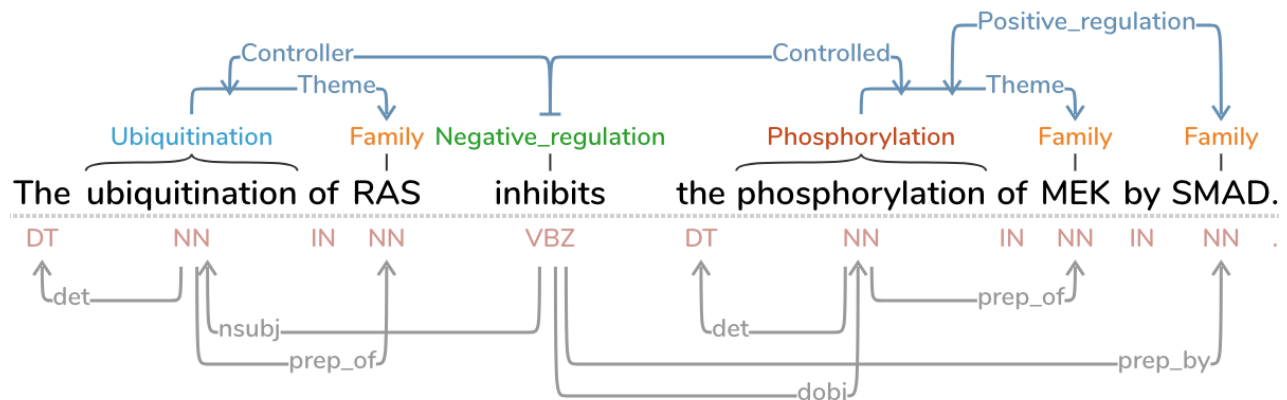 Positive_regulation
Controller Controlled
Theme Theme
Ubiquitination Family Negative_regulation Phosphorylation Family Family
The ubiquitination of RAS inhibits the phosphorylation of MEK by SMAD.
DT NN IN NN VBZ DT NN IN NN IN NN .
det prep_of
nsubj det
prep_of prep_by
dobj